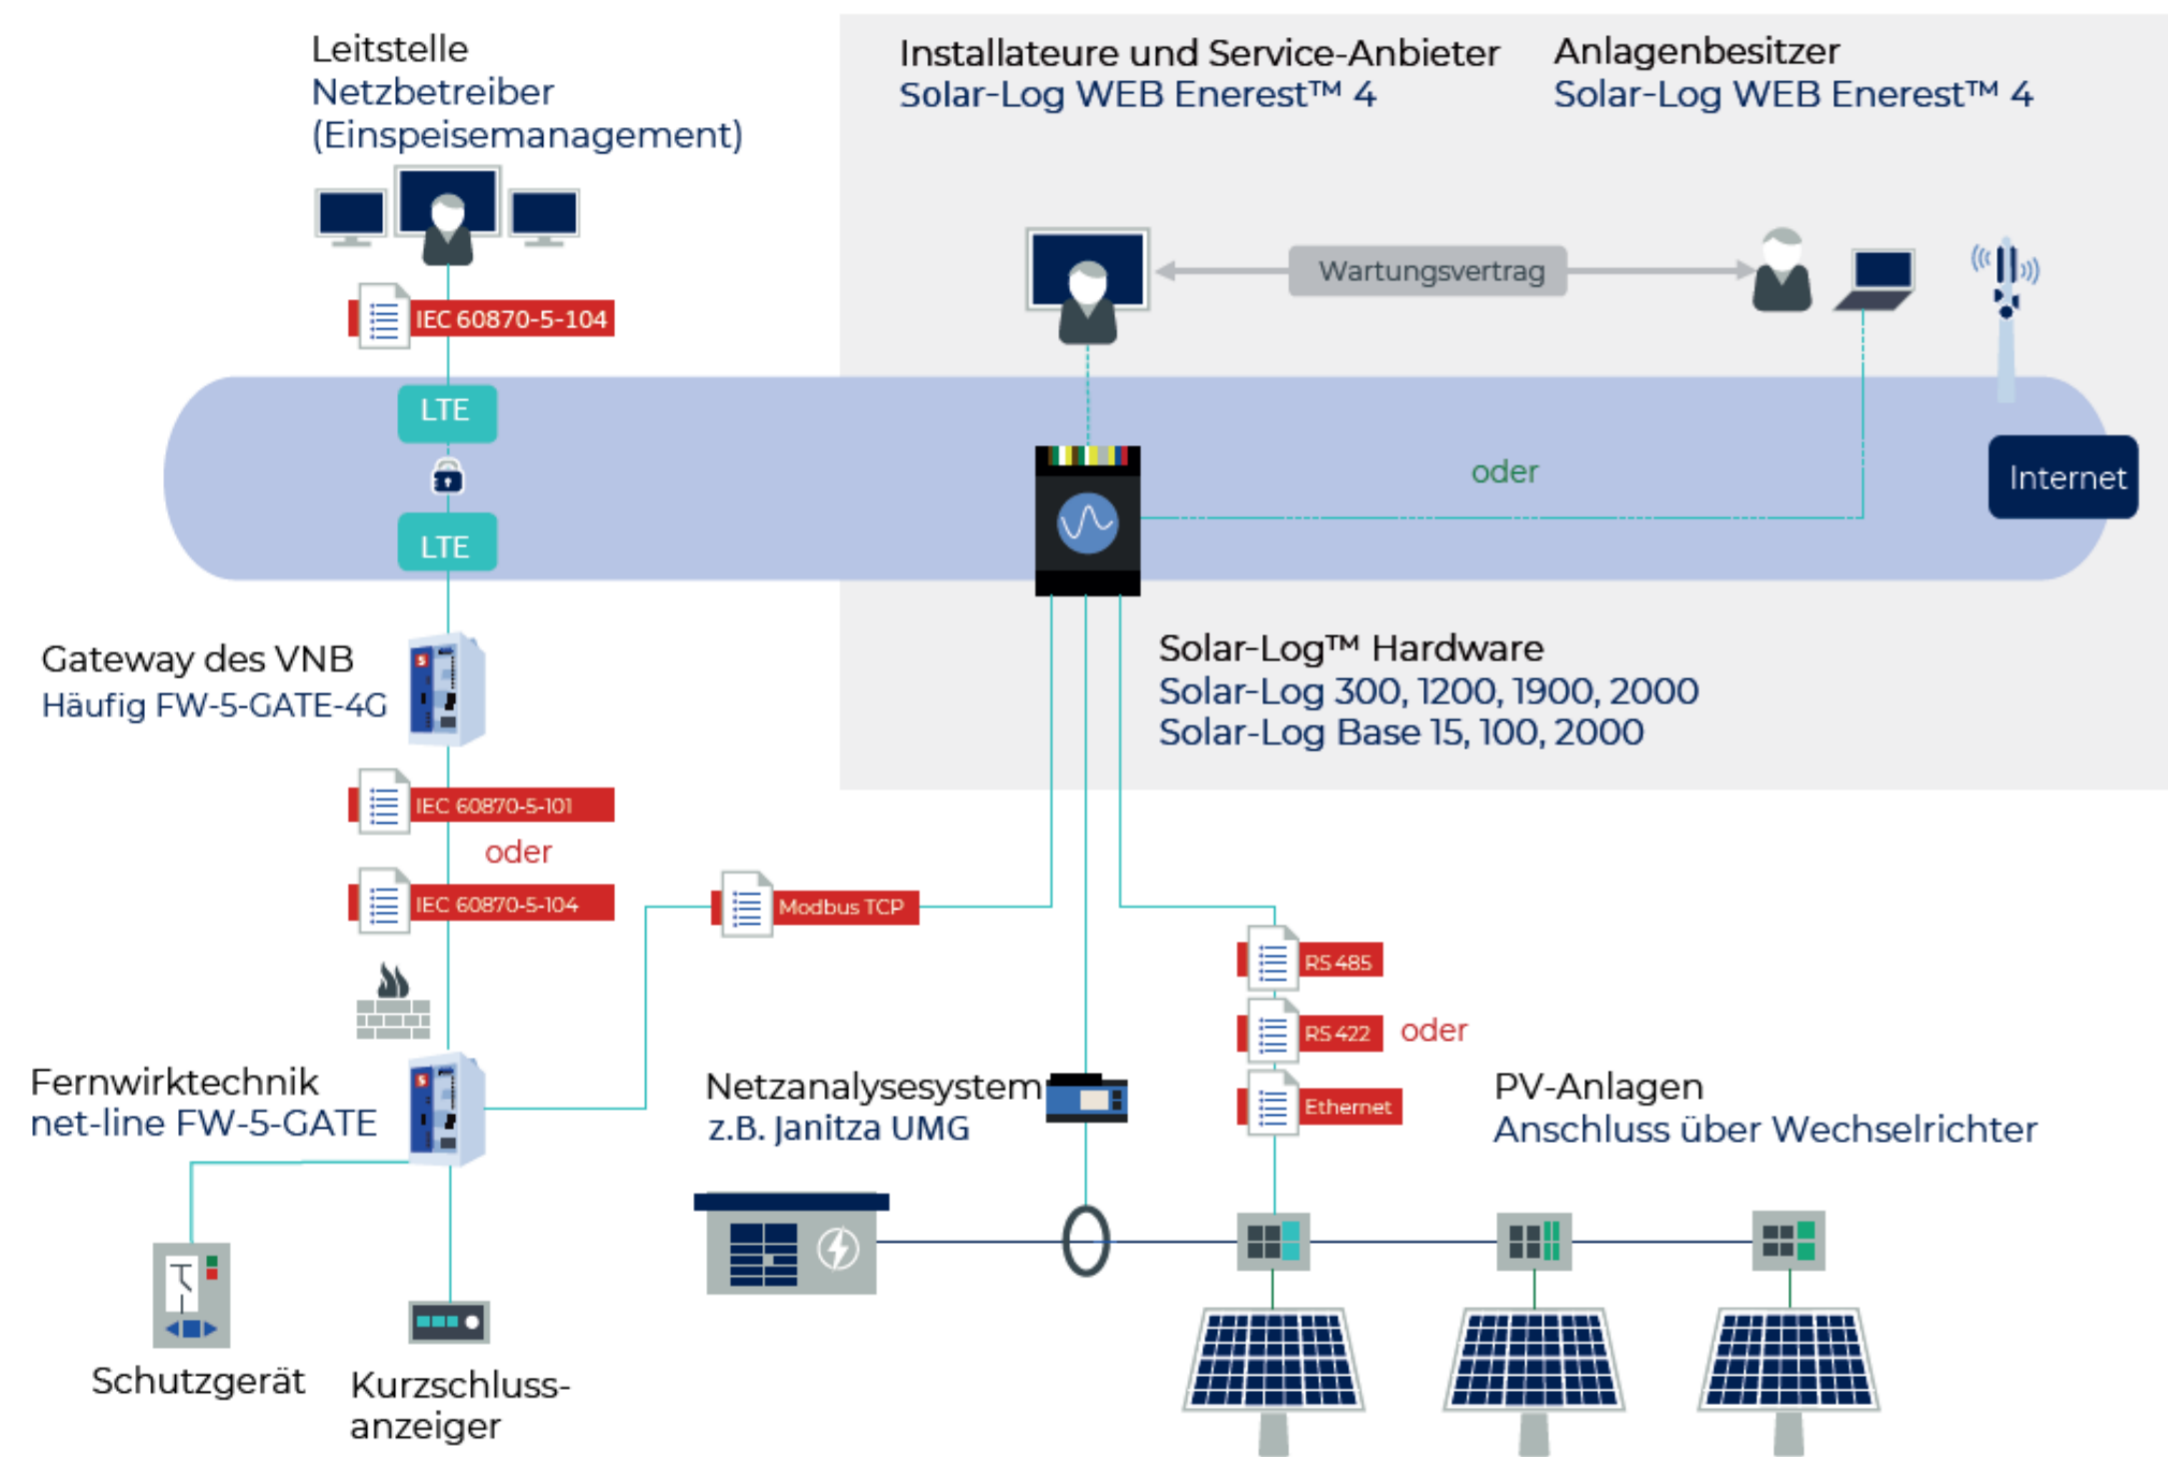 Leitstelle
Netzbetreiber
(Einspeisemanagement)
Installateure und Service-Anbieter
Solar-Log WEB Enerest™ 4
Anlagenbesitzer
Solar-Log WEB Enerest™ 4
Wartungsvertrag
IEC 60870-5-104
LTE
oder
Internet
LTE
Gateway des VNB
Häufig FW-5-GATE-4G
Solar-Log™ Hardware
Solar-Log 300, 1200, 1900, 2000
Solar-Log Base 15, 100, 2000
IEC 60870-5-101
oder
IEC 60870-5-104
Modbus TCP
RS 485
RS 422
oder
Ethernet
Fernwirktechnik
net-line FW-5-GATE
Netzanalysesystem
z.B. Janitza UMG
PV-Anlagen
Anschluss über Wechselrichter
Schutzgerät
Kurzschluss-
anzeiger